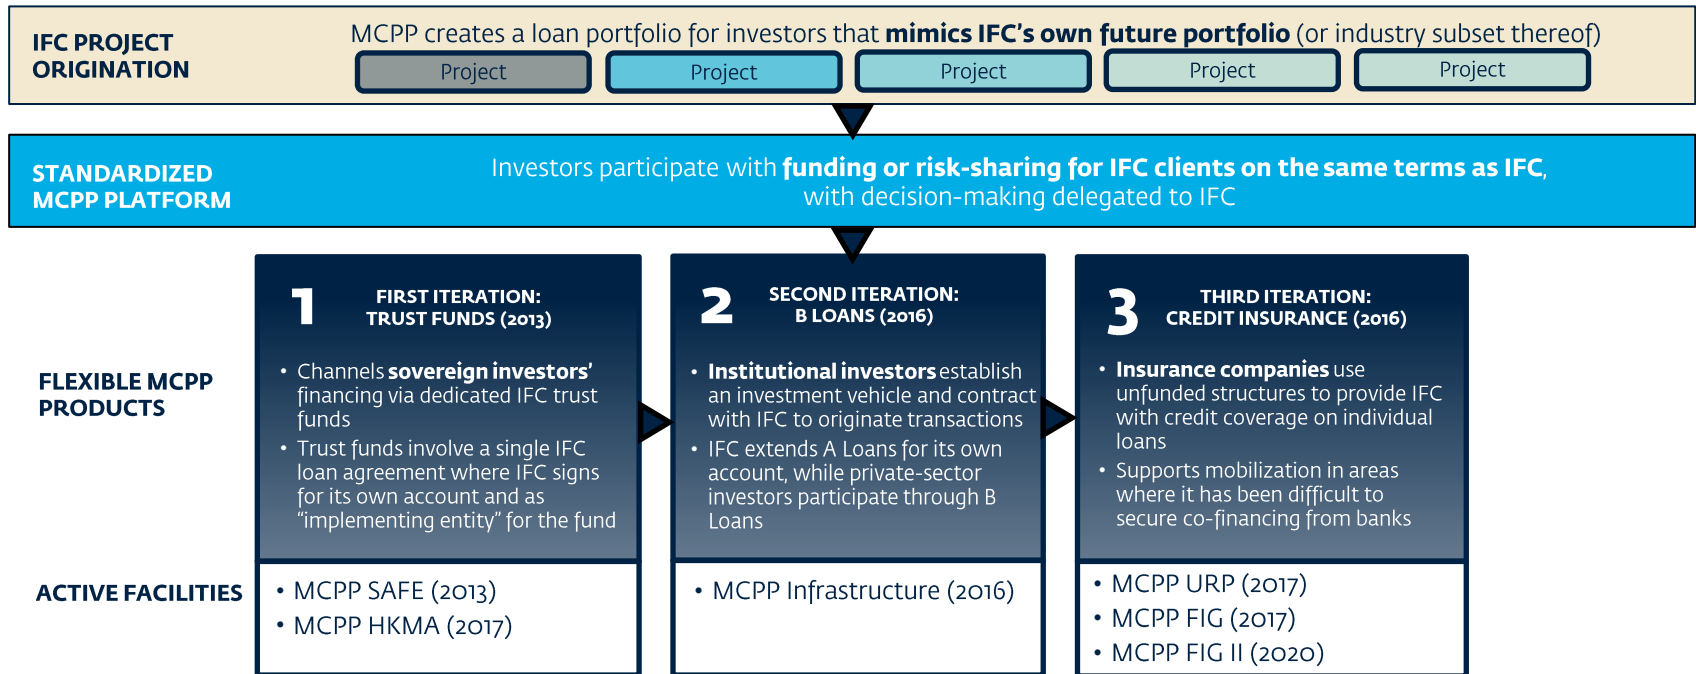 IFC PROJECT
ORIGINATION
MCPP creates a loan portfolio for investors that mimics IFC's own future portfolio (or industry subset thereof)
Project
Project
Project
Project
Project
STANDARDIZED
MCPP PLATFORM
Investors participate with funding or risk-sharing for IFC clients on the same terms as IFC,
with decision-making delegated to IFC
FLEXIBLE MCPP
PRODUCTS
1
FIRST ITERATION:
TRUST FUNDS (2013)
• Channels sovereign investors'
financing via dedicated IFC trust
funds
• Trust funds involve a single IFC
loan agreement where IFC signs
for its own account and as
“implementing entity” for the fund
2
SECOND ITERATION:
B LOANS (2016)
• Institutional investors establish
an investment vehicle and contract
with IFC to originate transactions
• IFC extends A Loans for its own
account, while private-sector
investors participate through B
Loans
3
THIRD ITERATION:
CREDIT INSURANCE (2016)
• Insurance companies use
unfunded structures to provide IFC
with credit coverage on individual
loans
• Supports mobilization in areas
where it has been difficult to
secure co-financing from banks
ACTIVE FACILITIES
• MCPP SAFE (2013)
• MCPP HKMA (2017)
• MCPP Infrastructure (2016)
• MCPP URP (2017)
• MCPP FIG (2017)
• MCPP FIG II (2020)